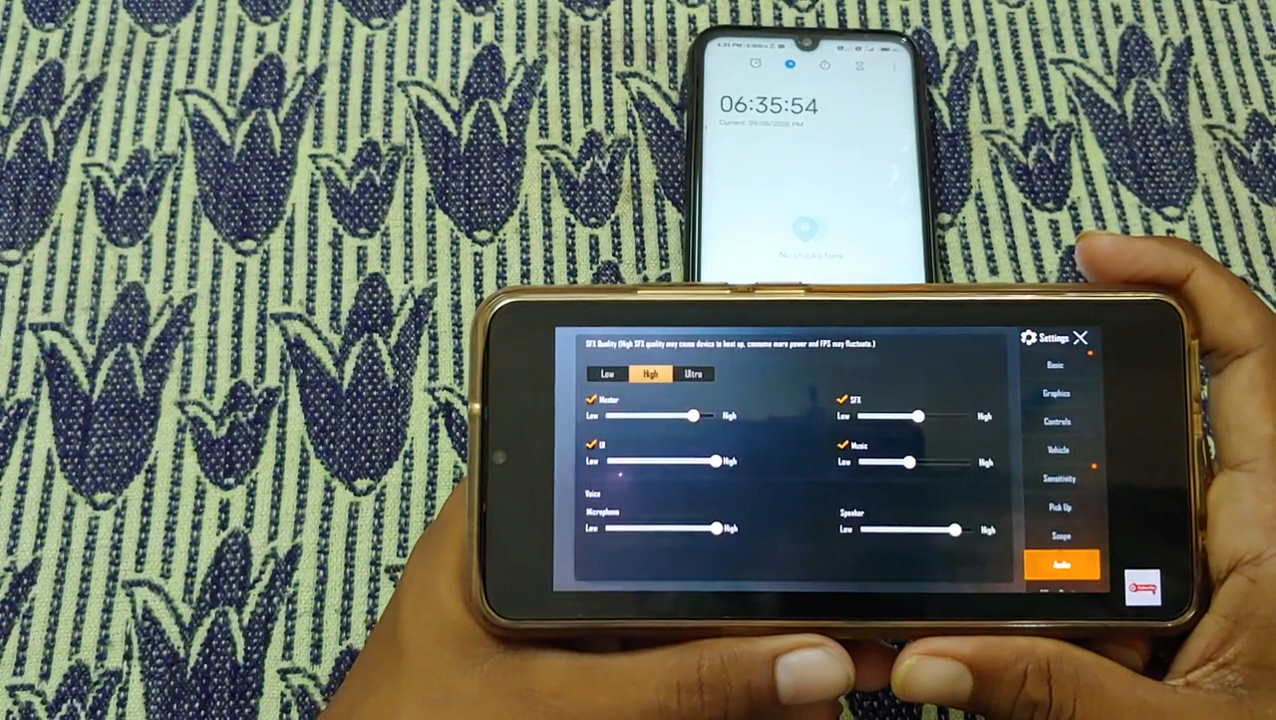 06:35:54
No clocks here
Settings
SFX Quality (High SFX quality may cause device to heat up, consume more power and FPS may fluctuate.)
Basic
Low High Ultra
Graphics
Master
SFX
Low High
Low High
Controls
UI
Music
Vehicle
Low High
Low High
Sensitivity
Voice
Microphone
Speaker
Pick Up
Low High
Low High
Scope
Audio